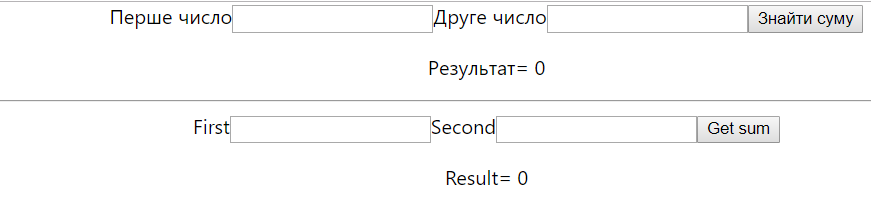 Перше число Друге число Знайти суму
Результат= 0
First Second Get sum
Result= 0